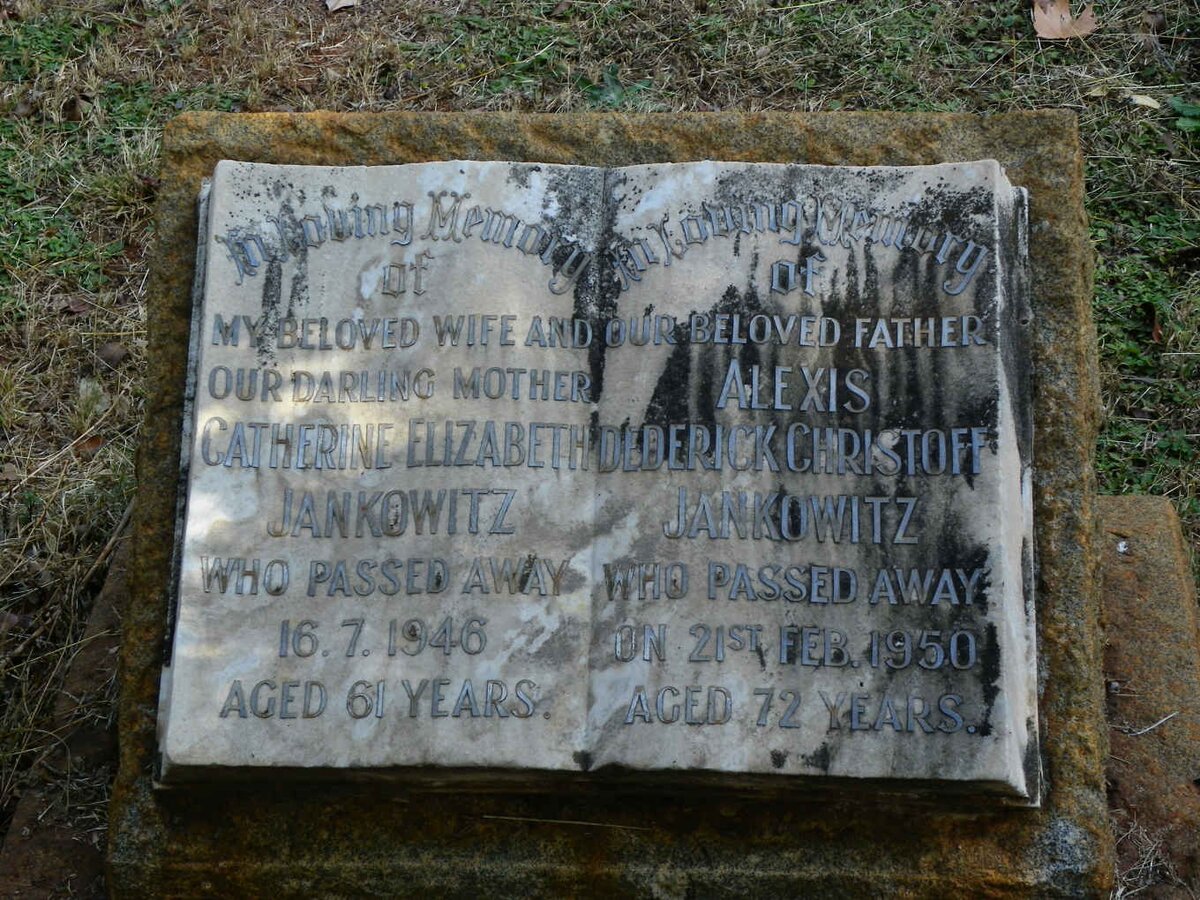 In Loving Memory
of
MY BELOVED WIFE AND
OUR DARLING MOTHER
CATHERINE ELIZABETH
JANKOWITZ
WHO PASSED AWAY
16.7.1946
AGED 61 YEARS.
In Loving Memory
of
OUR BELOVED FATHER
ALEXIS
DEDERICK CHRISTOFF
JANKOWITZ
WHO PASSED AWAY
ON 21ST FEB. 1950
AGED 72 YEARS.